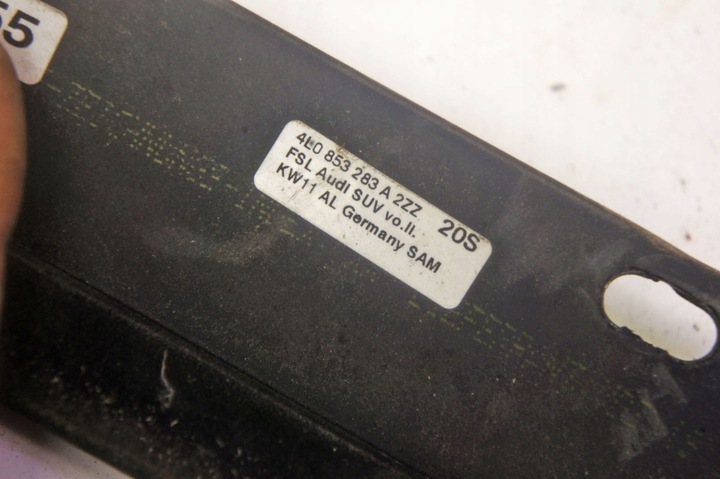 55
4L0 853 283 A 2ZZ
FSL Audi SUV vo.li. 20S
KW11 AL Germany SAM